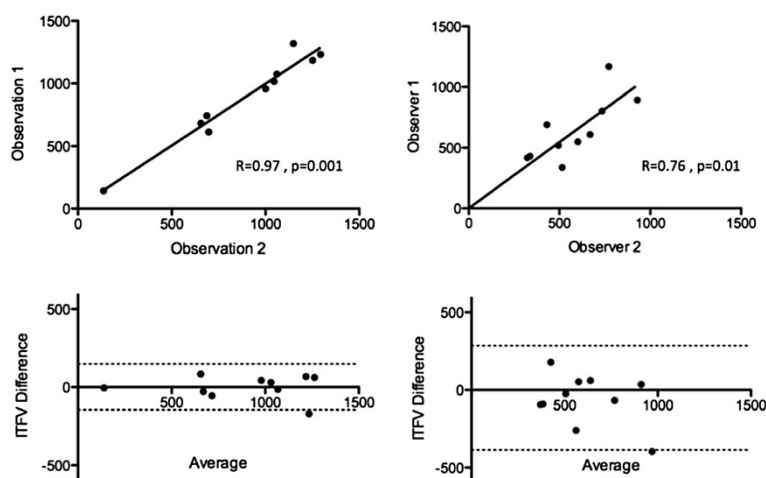 1500
1000
500
0
Observation 1
R=0.97 , p=0.001
0
500
1000
1500
Observation 2
1500
1000
500
0
Observer 1
R=0.76 , p=0.01
0
500
1000
1500
Observer 2
500
0
-500
ITFV Difference
500
1000
1500
Average
500
0
-500
ITFV Difference
500
1000
1500
Average